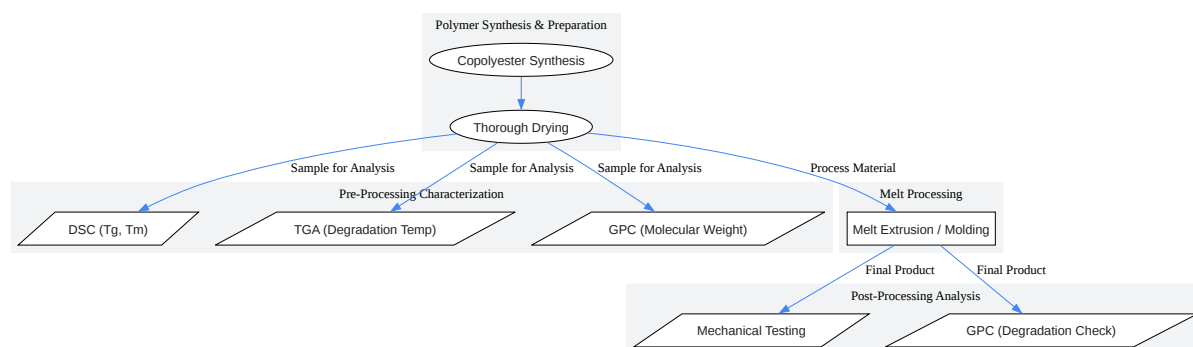 Polymer Synthesis & Preparation
Copolyester Synthesis
Thorough Drying
Sample for Analysis
Sample for Analysis
Sample for Analysis
Process Material
Pre-Processing Characterization
Melt Processing
DSC (Tg, Tm)
TGA (Degradation Temp)
GPC (Molecular Weight)
Melt Extrusion / Molding
Final Product
Final Product
Post-Processing Analysis
Mechanical Testing
GPC (Degradation Check)